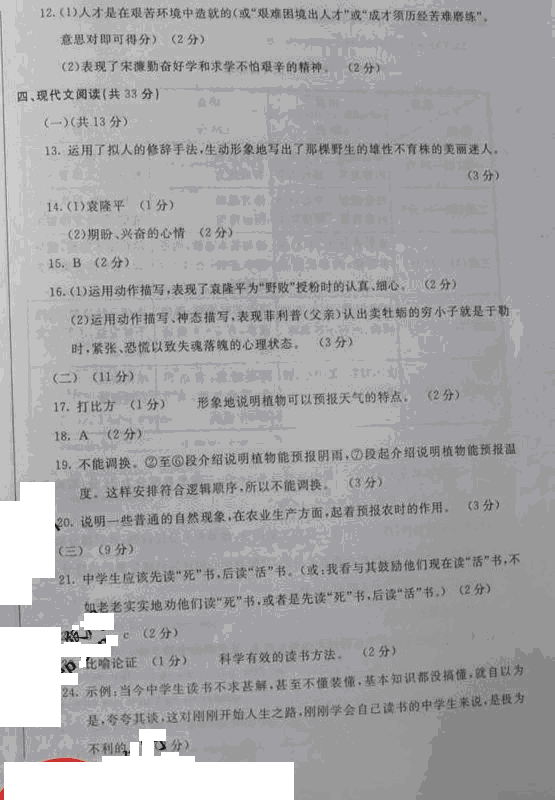 12. (1)人才是在艰苦环境中造就的(或“艰难困境出人才”或“成才须历经苦难磨练”。
意思对即可得分) (2分)
(2)表现了宋濂勤奋好学和求学不怕艰辛的精神。 (2分)
四、现代文阅读(共33分)
(一)(共13分)
13. 运用了拟人的修辞手法,生动形象地写出了那棵野生的雄性不育株的美丽迷人。
(3分)
14. (1)袁隆平 (1分)
(2)期盼、兴奋的心情 (2分)
15. B (2分)
16. (1)运用动作描写,表现了袁隆平为“野败”授粉时的认真、细心。 (2分)
(2)运用动作描写、神态描写,表现菲利普(父亲)认出卖牡蛎的穷小子就是于勒
时,紧张、恐慌以致失魂落魄的心理状态。 (3分)
(二) (11分)
17. 打比方 (1分) 形象地说明植物可以预报天气的特点。 (2分)
18. A (2分)
19. 不能调换。②至⑥段介绍说明植物能预报阴雨,⑦段起介绍说明植物能预报温
度。这样安排符合逻辑顺序,所以不能调换。 (3分)
20. 说明一些普通的自然现象,在农业生产方面,起着预报农时的作用。 (3分)
(三) (9分)
21. 中学生应该先读“死”书,后读“活”书。(或:我看与其鼓励他们现在读“活”书,不
如老老实实地劝他们读“死”书,或者是先读“死”书,后读“活”书。) (2分)
c (2分)
比喻论证 (1分) 科学有效的读书方法。 (2分)
24. 示例:当今中学生读书不求甚解,甚至不懂装懂,基本知识都没搞懂,就自以为
是,夸夸其谈,这对刚刚开始人生之路,刚刚学会自己读书的中学生来说,是极为
不利的 分)